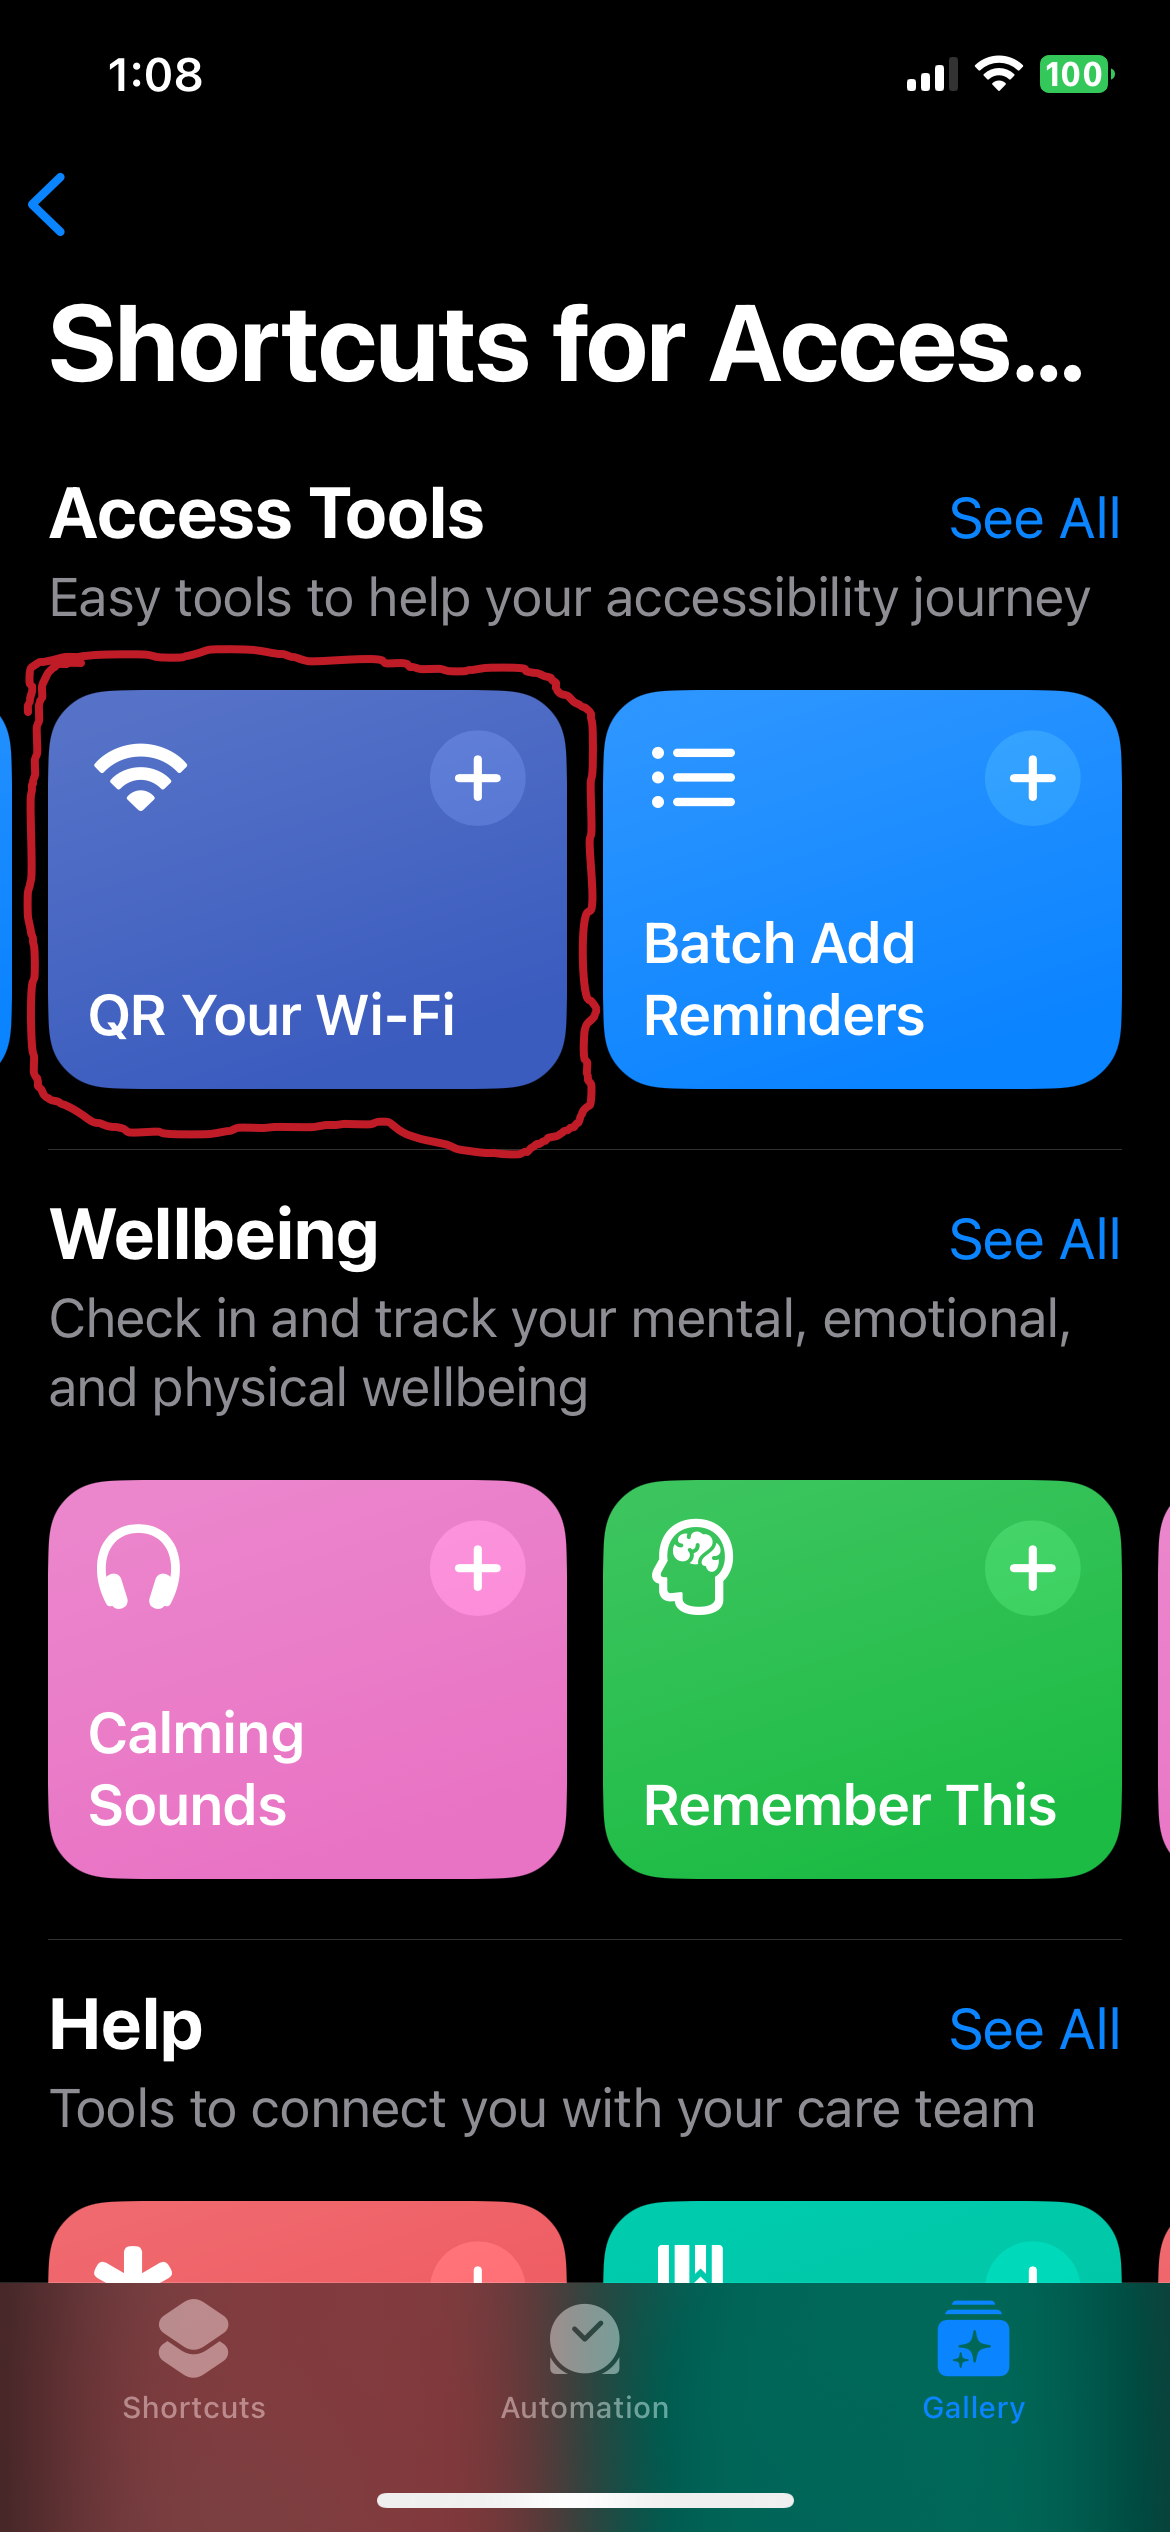 1:08
100
Shortcuts for Acces...
Access Tools
See All
Easy tools to help your accessibility journey
QR Your Wi-Fi
Batch Add
Reminders
Wellbeing
See All
Check in and track your mental, emotional,
and physical wellbeing
Calming
Sounds
Remember This
Help
See All
Tools to connect you with your care team
Shortcuts
Automation
Gallery